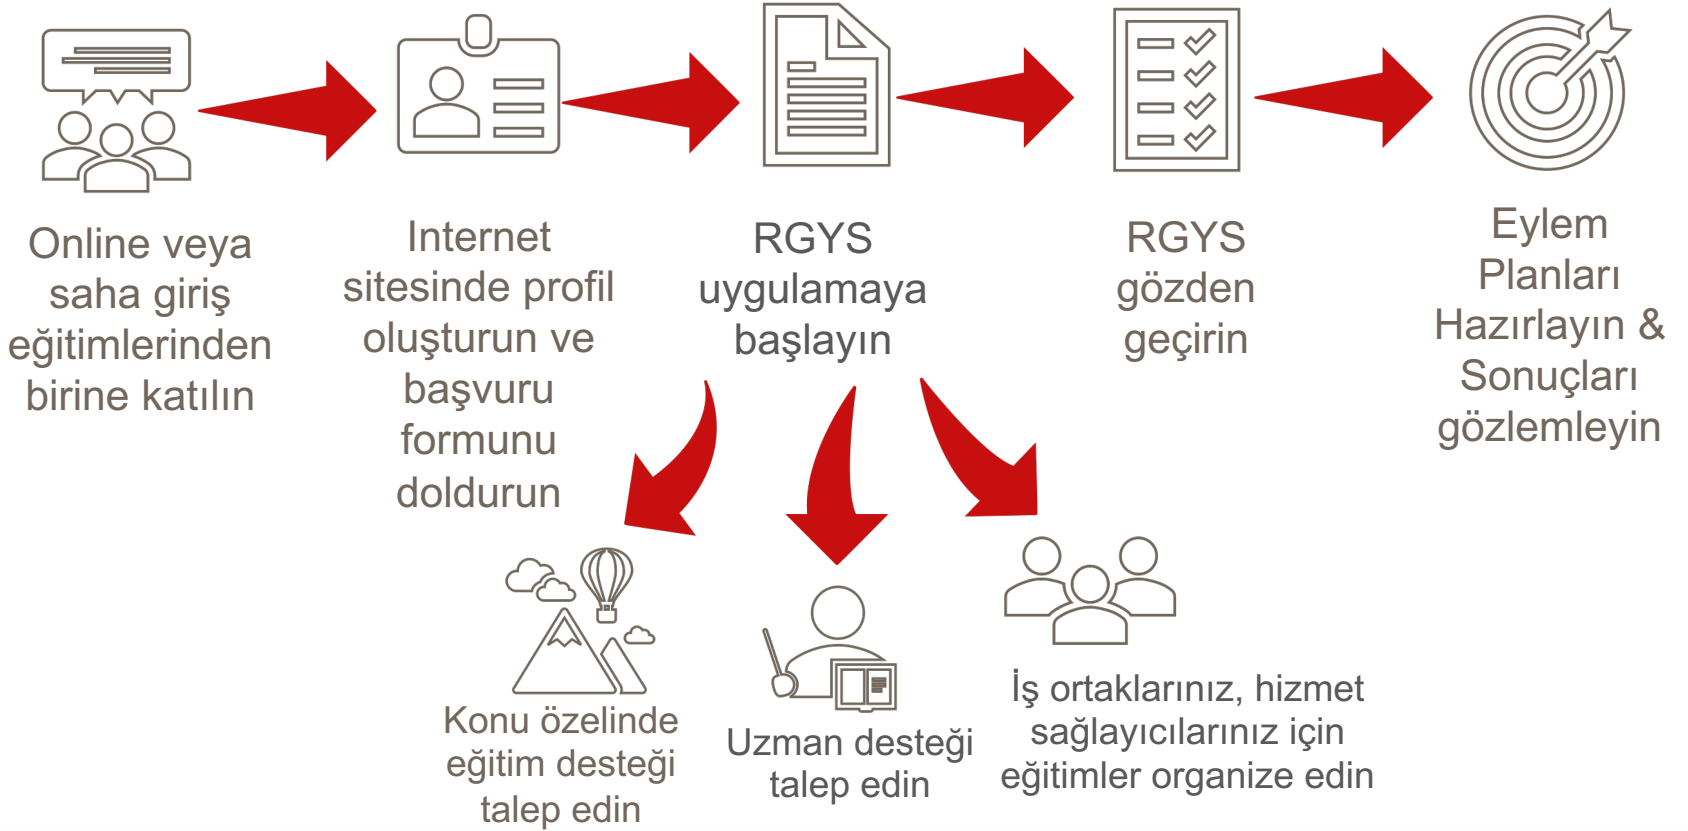 Online veya
saha giriş
eğitimlerinden
birine katılın
Internet
sitesinde profil
oluşturun ve
başvuru
formunu
doldurun
RGYS
uygulamaya
başlayın
RGYS
gözden
geçirin
Eylem
Planları
Hazırlayın &
Sonuçları
gözlemleyin
Konu özelinde
eğitim desteği
talep edin
Uzman desteği
talep edin
İş ortaklarınız, hizmet
sağlayıcılarınız için
eğitimler organize edin